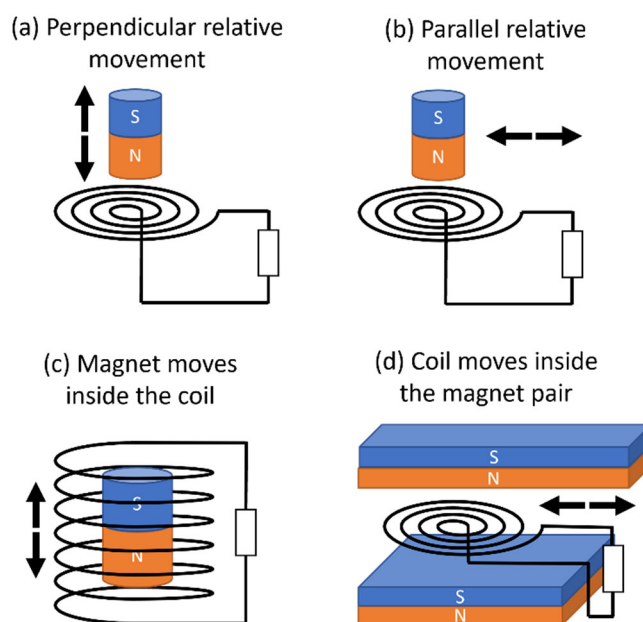 (a) Perpendicular relative
movement
S
N
(b) Parallel relative
movement
S
N
(c) Magnet moves
inside the coil
S
N
(d) Coil moves inside
the magnet pair
S
N
S
N